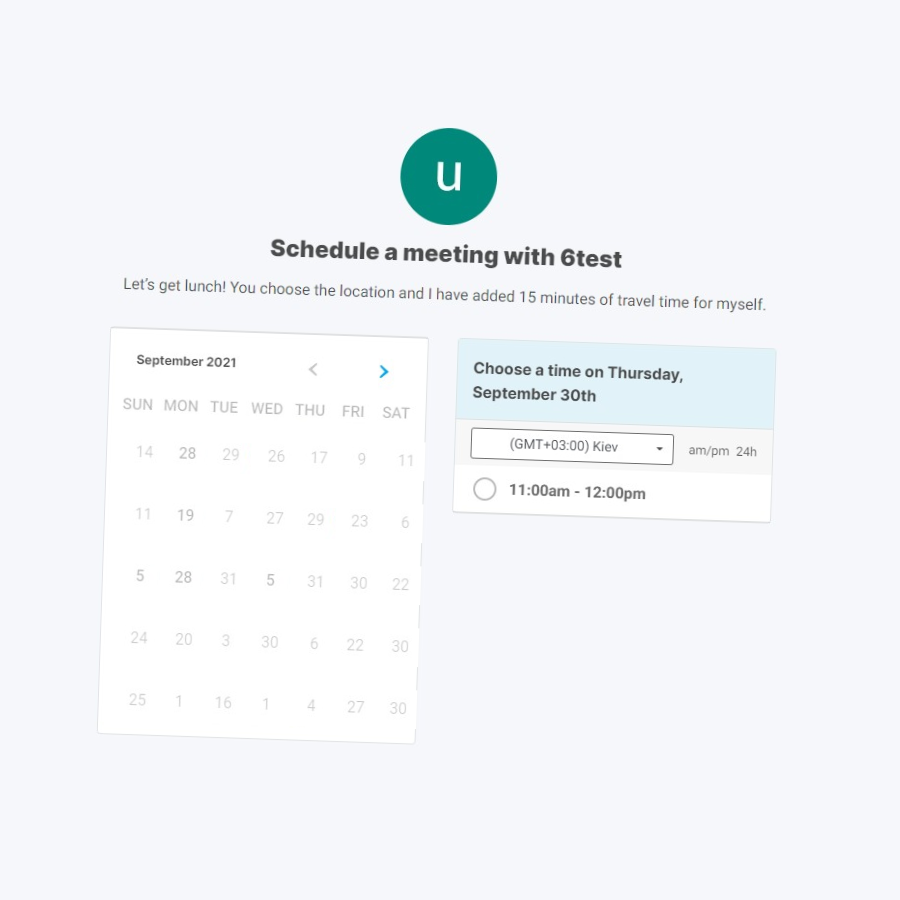 u
Schedule a meeting with 6test
Let's get lunch! You choose the location and I have added 15 minutes of travel time for myself.
September 2021
SUN MON TUE WED THU FRI SAT
14 28 29 26 17 9 11
11 19 7 27 29 23 6
5 28 31 5 31 30 22
24 20 3 30 6 22 30
25 1 16 1 4 27 30
Choose a time on Thursday,
September 30th
(GMT+03:00) Kiev am/pm 24h
11:00am - 12:00pm